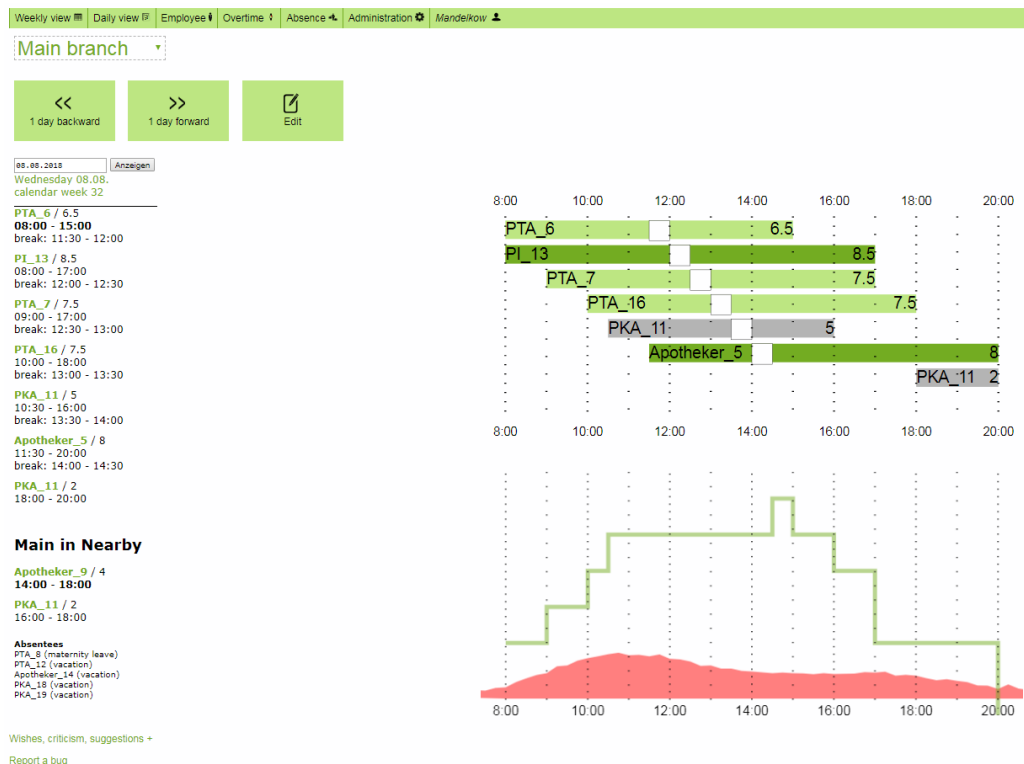 Weekly view Daily view Employee Overtime Absence Administration Mandelkow
Main branch
<<
1 day backward
>>
1 day forward
Edit
08.08.2018 Anzeigen
Wednesday 08.08.
calendar week 32
PTA_6 / 6.5
08:00 - 15:00
break: 11:30 - 12:00
PI_13 / 8.5
08:00 - 17:00
break: 12:00 - 12:30
PTA_7 / 7.5
09:00 - 17:00
break: 12:30 - 13:00
PTA_16 / 7.5
10:00 - 18:00
break: 13:00 - 13:30
PKA_11 / 5
10:30 - 16:00
break: 13:30 - 14:00
Apotheker_5 / 8
11:30 - 20:00
break: 14:00 - 14:30
PKA_11 / 2
18:00 - 20:00
Main in Nearby
Apotheker_9 / 4
14:00 - 18:00
PKA_11 / 2
16:00 - 18:00
Absentees
PTA_8 (maternity leave)
PTA_12 (vacation)
Apotheker_14 (vacation)
PKA_18 (vacation)
PKA_19 (vacation)
Wishes, criticism, suggestions +
Report a bug
8:00 10:00 12:00 14:00 16:00 18:00 20:00
PTA_6 6.5
PI_13 8.5
PTA_7 7.5
PTA_16 7.5
PKA_11 5
Apotheker_5 8
PKA_11 2
8:00 10:00 12:00 14:00 16:00 18:00 20:00
8:00 10:00 12:00 14:00 16:00 18:00 20:00